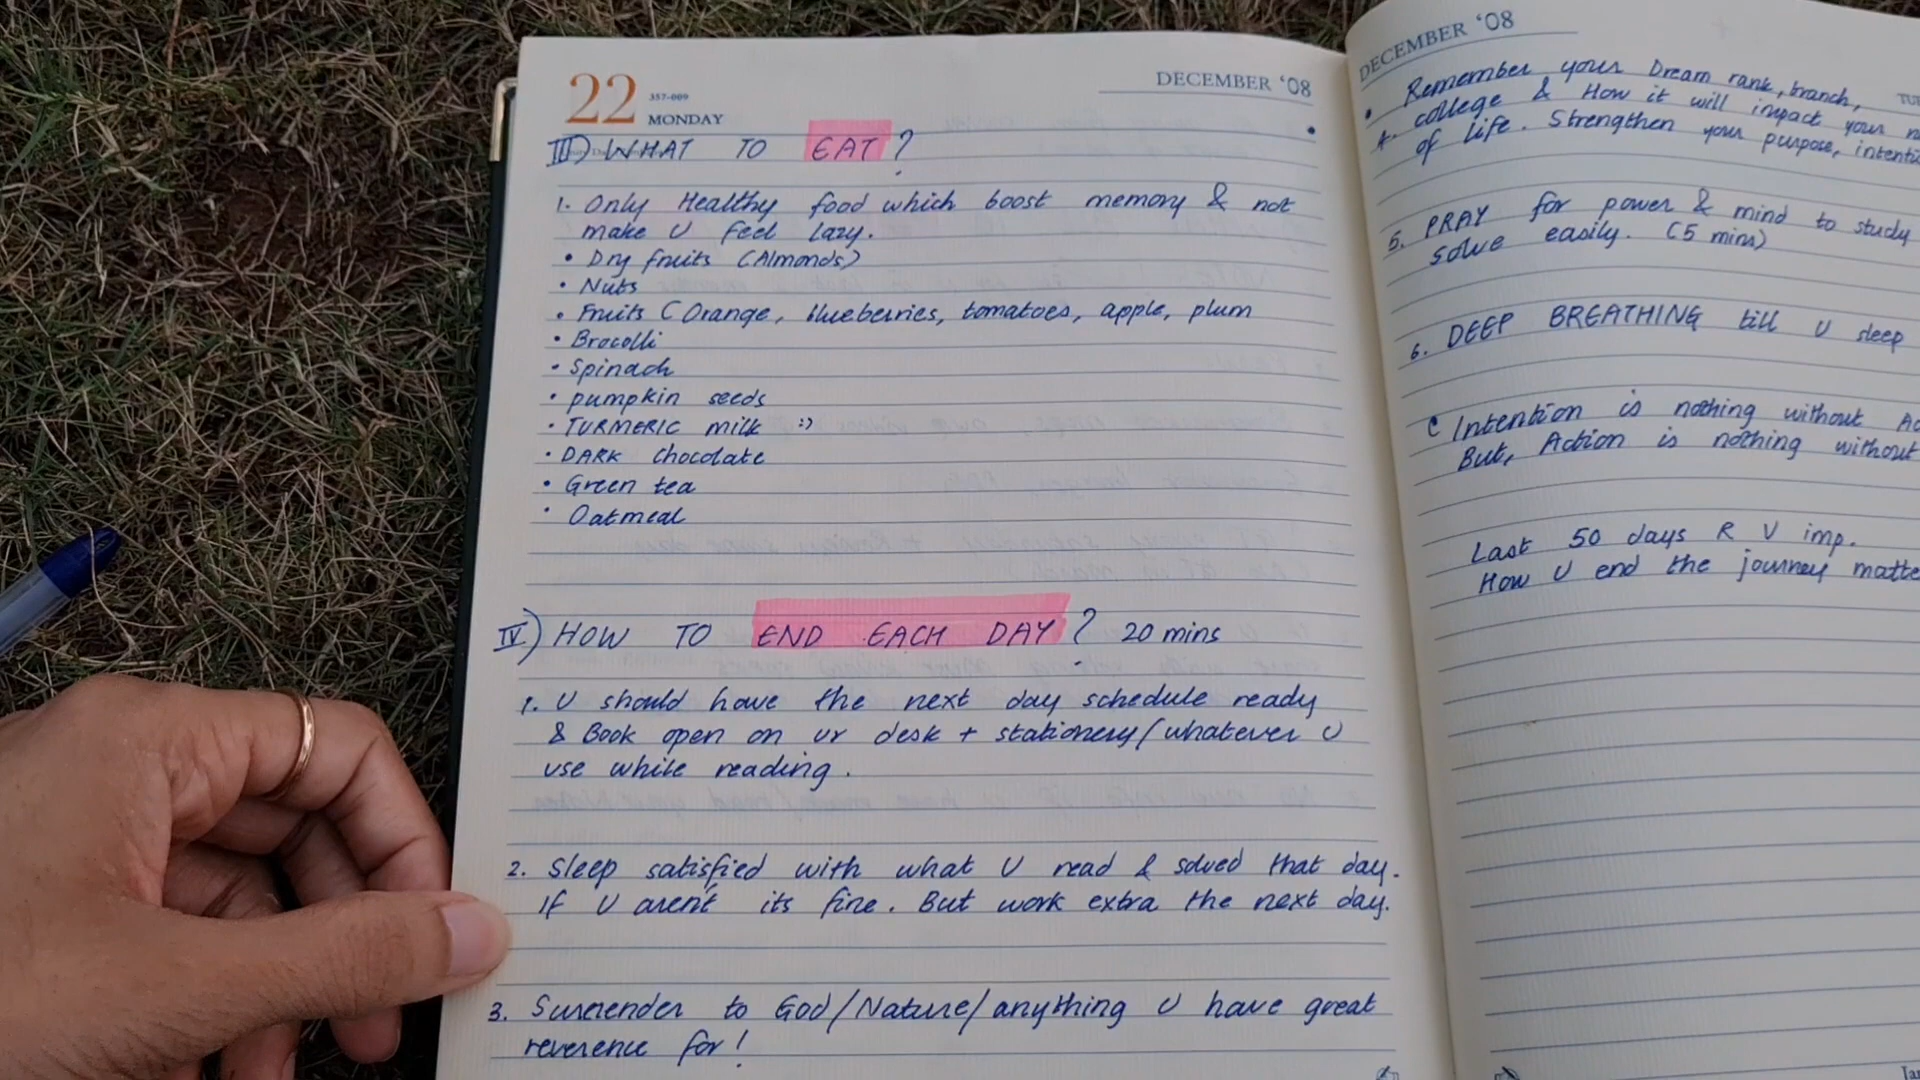 22
357-009
MONDAY
DECEMBER '08
III) WHAT TO EAT?
1. Only Healthy food which boost memory & not
make U feel lazy.
• Dry fruits (Almonds)
• Nuts
• Fruits (Orange, blueberries, tomatoes, apple, plum
• Brocolli
• Spinach
• pumpkin seeds
• TURMERIC milk :)
• DARK chocolate
• Green tea
• Oatmeal
IV) HOW TO END EACH DAY? 20 mins
1. U should have the next day schedule ready
& Book open on ur desk + stationery/whatever U
use while reading.
2. Sleep satisfied with what U read & solved that day.
If U aren't its fine. But work extra the next day.
3. Surrender to God/Nature/anything U have great
reverence for!
DECEMBER '08
• Remember your Dream rank, branch,
4. college & How it will impact your
of life. Strengthen your purpose,
5. PRAY for power & mind to study
solve easily. (5 mins)
6. DEEP BREATHING till U sleep
Intention is nothing without
But, Action is nothing without
Last 50 days R V imp.
How U end the journey